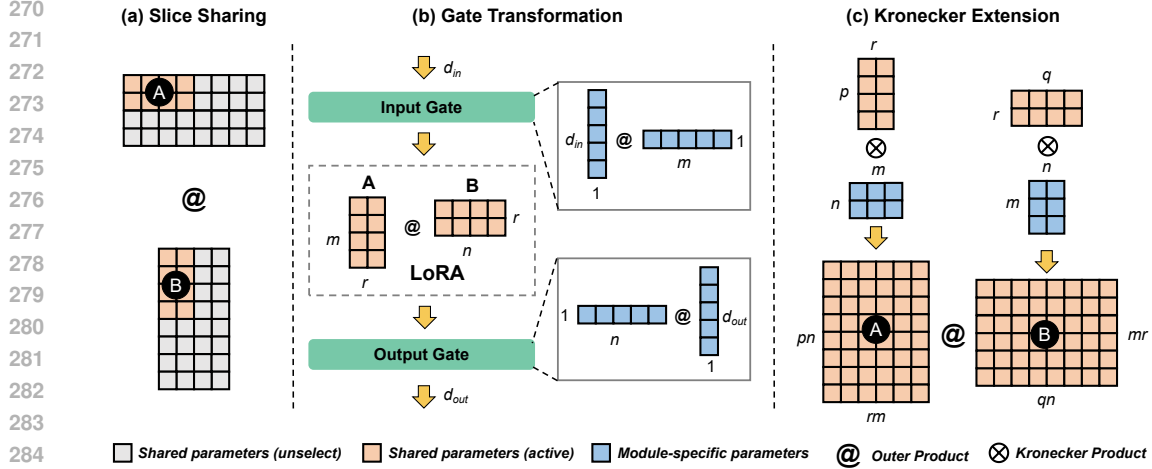 270
271
272
273
274
275
276
277
278
279
280
281
282
283
284
(a) Slice Sharing
A
@
B
(b) Gate Transformation
d_in
Input Gate
A
B
m
@
r
r
n
LoRA
Output Gate
d_out
d_in
@
1
1
m
1
@
d_out
n
1
(c) Kronecker Extension
r
q
p
r
m
n
n
m
A
@
B
pn
mr
rm
qn
Shared parameters (unselect)
Shared parameters (active)
Module-specific parameters
@ Outer Product
⊗ Kronecker Product